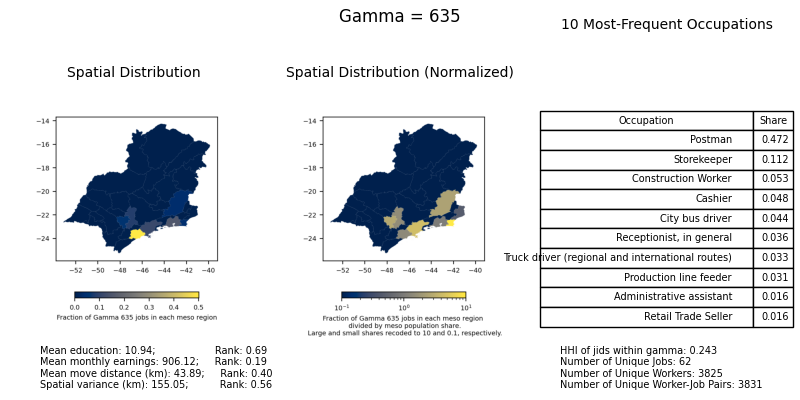 Gamma = 635
10 Most-Frequent Occupations
Spatial Distribution
Spatial Distribution (Normalized)
−14
−16
−18
−20
−22
−24
−52 −50 −48 −46 −44 −42 −40
0.0 0.1 0.2 0.3 0.4 0.5
Fraction of Gamma 635 jobs in each meso region
−14
−16
−18
−20
−22
−24
−52 −50 −48 −46 −44 −42 −40
10⁻¹ 10⁰ 10¹
Fraction of Gamma 635 jobs in each meso region
divided by meso population share.
Large and small shares recoded to 10 and 0.1, respectively.
Occupation Share
Postman 0.472
Storekeeper 0.112
Construction Worker 0.053
Cashier 0.048
City bus driver 0.044
Receptionist, in general 0.036
Truck driver (regional and international routes) 0.033
Production line feeder 0.031
Administrative assistant 0.016
Retail Trade Seller 0.016
Mean education: 10.94; Rank: 0.69
Mean monthly earnings: 906.12; Rank: 0.19
Mean move distance (km): 43.89; Rank: 0.40
Spatial variance (km): 155.05; Rank: 0.56
HHI of jids within gamma: 0.243
Number of Unique Jobs: 62
Number of Unique Workers: 3825
Number of Unique Worker-Job Pairs: 3831